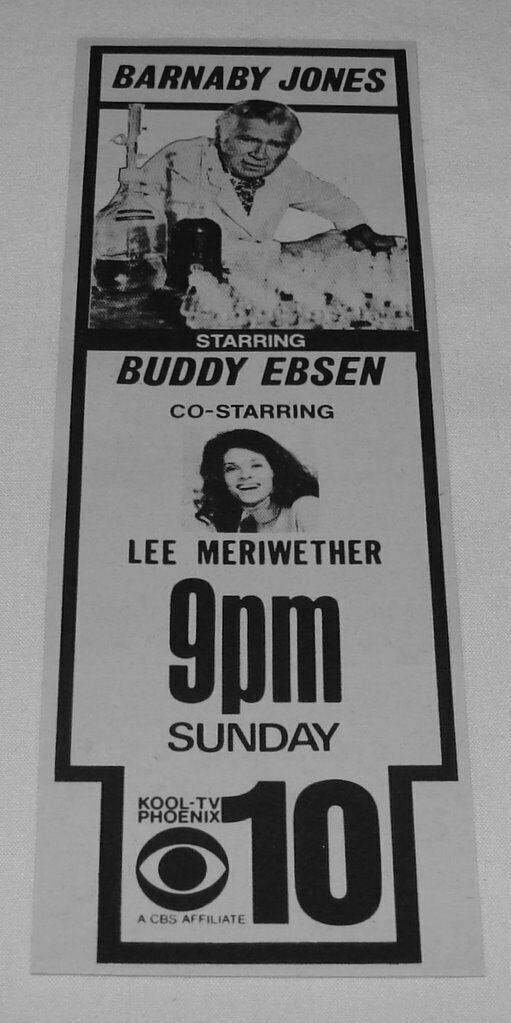 BARNABY JONES
STARRING
BUDDY EBSEN
CO-STARRING
LEE MERIWETHER
9pm
SUNDAY
KOOL-TV
PHOENIX
10
A CBS AFFILIATE